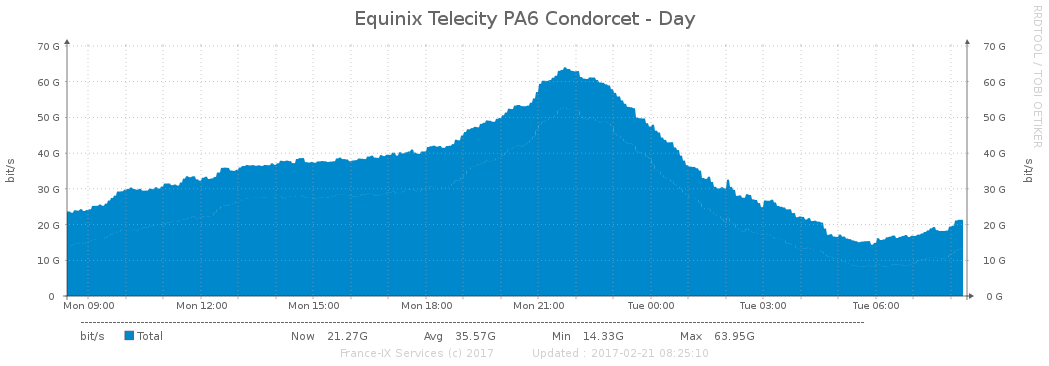 Equinix Telecity PA6 Condorcet - Day
RRDTOOL / TOBI OETIKER
bit/s
70 G 70 G
60 G 60 G
50 G 50 G
40 G 40 G
30 G 30 G
20 G 20 G
10 G 10 G
0 0 G
bit/s
Mon 09:00 Mon 12:00 Mon 15:00 Mon 18:00 Mon 21:00 Tue 00:00 Tue 03:00 Tue 06:00
bit/s Total Now 21.27G Avg 35.57G Min 14.33G Max 63.95G
France-IX Services (c) 2017 Updated : 2017-02-21 08:25:10